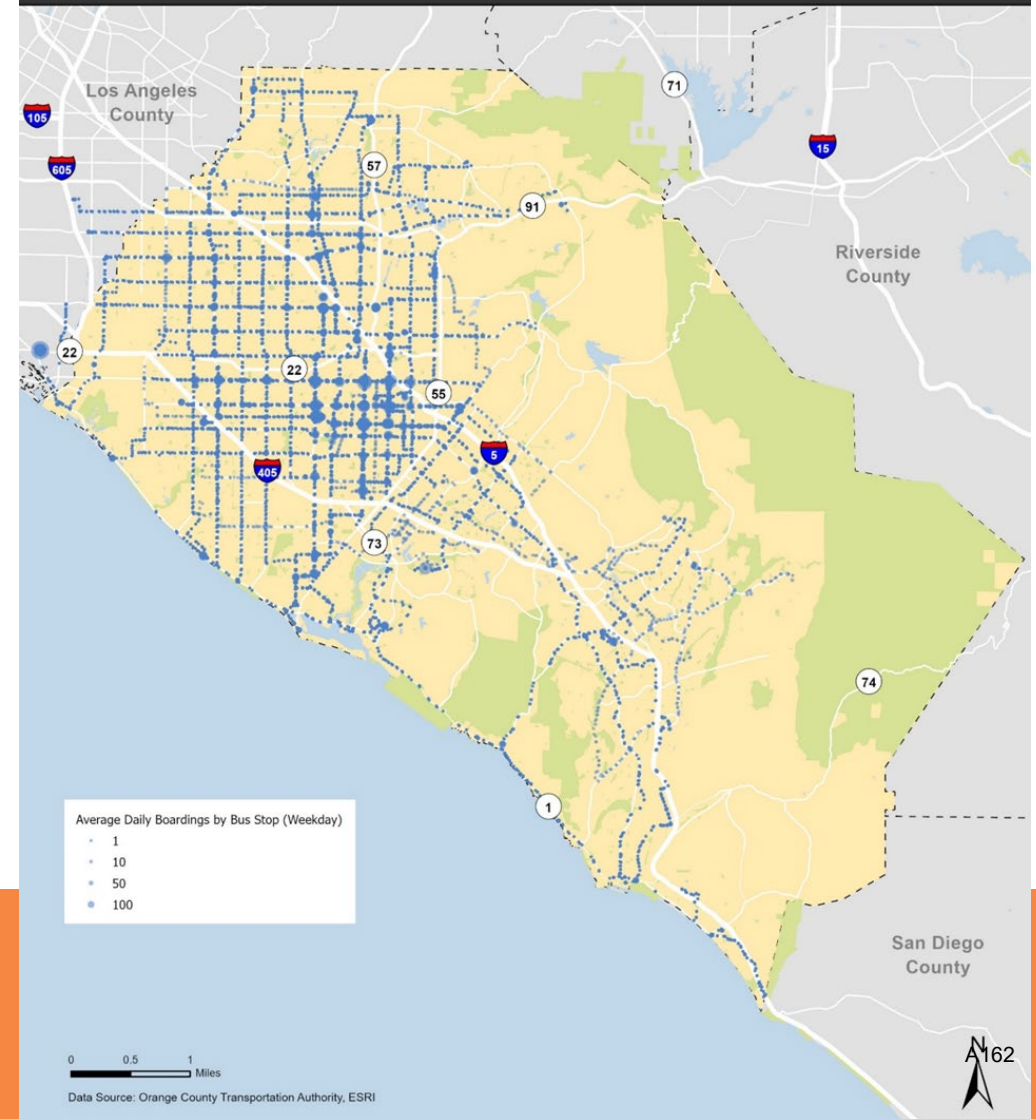 Los Angeles
County
105
605
57
71
15
91
Riverside
County
22
22
55
5
405
73
74
1
Average Daily Boardings by Bus Stop (Weekday)
1
10
50
100
San Diego
County
0 0.5 1
Miles
Data Source: Orange County Transportation Authority, ESRI
N
A162